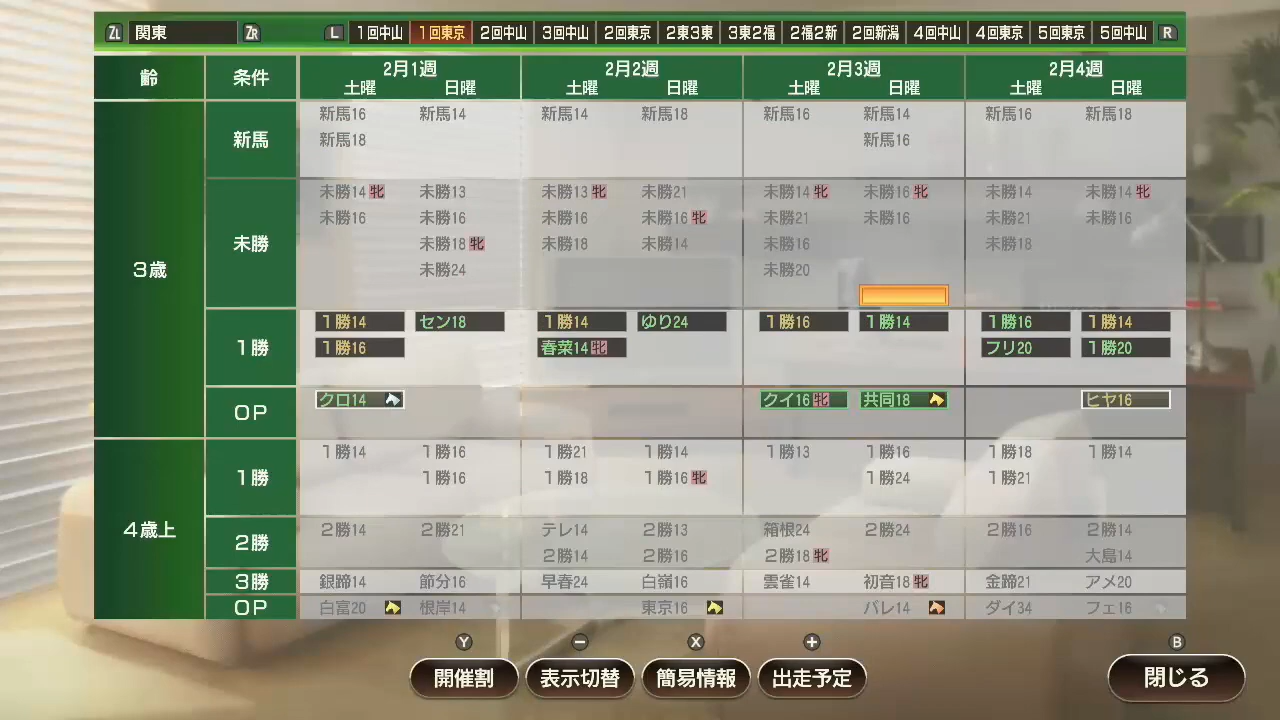 ZL 関東 ZR L 1回中山 1回東京 2回中山 3回中山 2回東京 2東3東 3東2福 2福2新 2回新潟 4回中山 4回東京 5回東京 5回中山 R
齢 条件 2月1週 2月2週 2月3週 2月4週
土曜 日曜 土曜 日曜 土曜 日曜 土曜 日曜
3歳
新馬
新馬16 新馬14 新馬14 新馬18 新馬16 新馬14 新馬16 新馬18
新馬18 新馬16
未勝
未勝14牝 未勝13 未勝13牝 未勝21 未勝14牝 未勝16牝 未勝14 未勝14牝
未勝16 未勝16 未勝16 未勝16牝 未勝21 未勝16 未勝21 未勝16
未勝18牝 未勝18 未勝14 未勝16 未勝18
未勝24 未勝20
1勝
1勝14 セン18 1勝14 ゆり24 1勝16 1勝14 1勝16 1勝14
1勝16 春菜14牝 フリ20 1勝20
OP
クロ14 クイ16牝 共同18 ヒヤ16
4歳上
1勝
1勝14 1勝16 1勝21 1勝14 1勝13 1勝16 1勝18 1勝14
1勝16 1勝18 1勝16牝 1勝24 1勝21
2勝
2勝14 2勝21 テレ14 2勝13 箱根24 2勝24 2勝16 2勝14
2勝14 2勝16 2勝18牝 大島14
3勝 銀蹄14 節分16 早春24 白嶺16 雲雀14 初音18牝 金蹄21 アメ20
OP 白富20 根岸14 東京16 バレ14 ダイ34 フェ16
Y － X ＋ B
開催割 表示切替 簡易情報 出走予定 閉じる